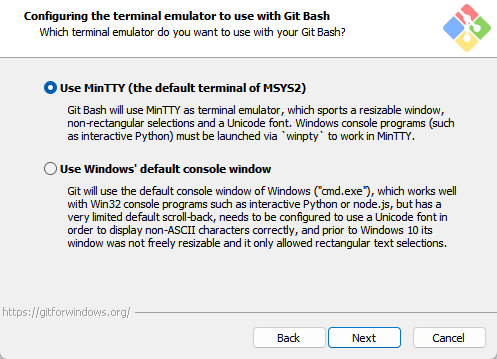 Configuring the terminal emulator to use with Git Bash
Which terminal emulator do you want to use with your Git Bash?
Use MinTTY (the default terminal of MSYS2)
Git Bash will use MinTTY as terminal emulator, which sports a resizable window,
non-rectangular selections and a Unicode font. Windows console programs (such
as interactive Python) must be launched via `winpty` to work in MinTTY.
Use Windows' default console window
Git will use the default console window of Windows ("cmd.exe"), which works well
with Win32 console programs such as interactive Python or node.js, but has a
very limited default scroll-back, needs to be configured to use a Unicode font in
order to display non-ASCII characters correctly, and prior to Windows 10 its
window was not freely resizable and it only allowed rectangular text selections.
https://gitforwindows.org/
Back
Next
Cancel